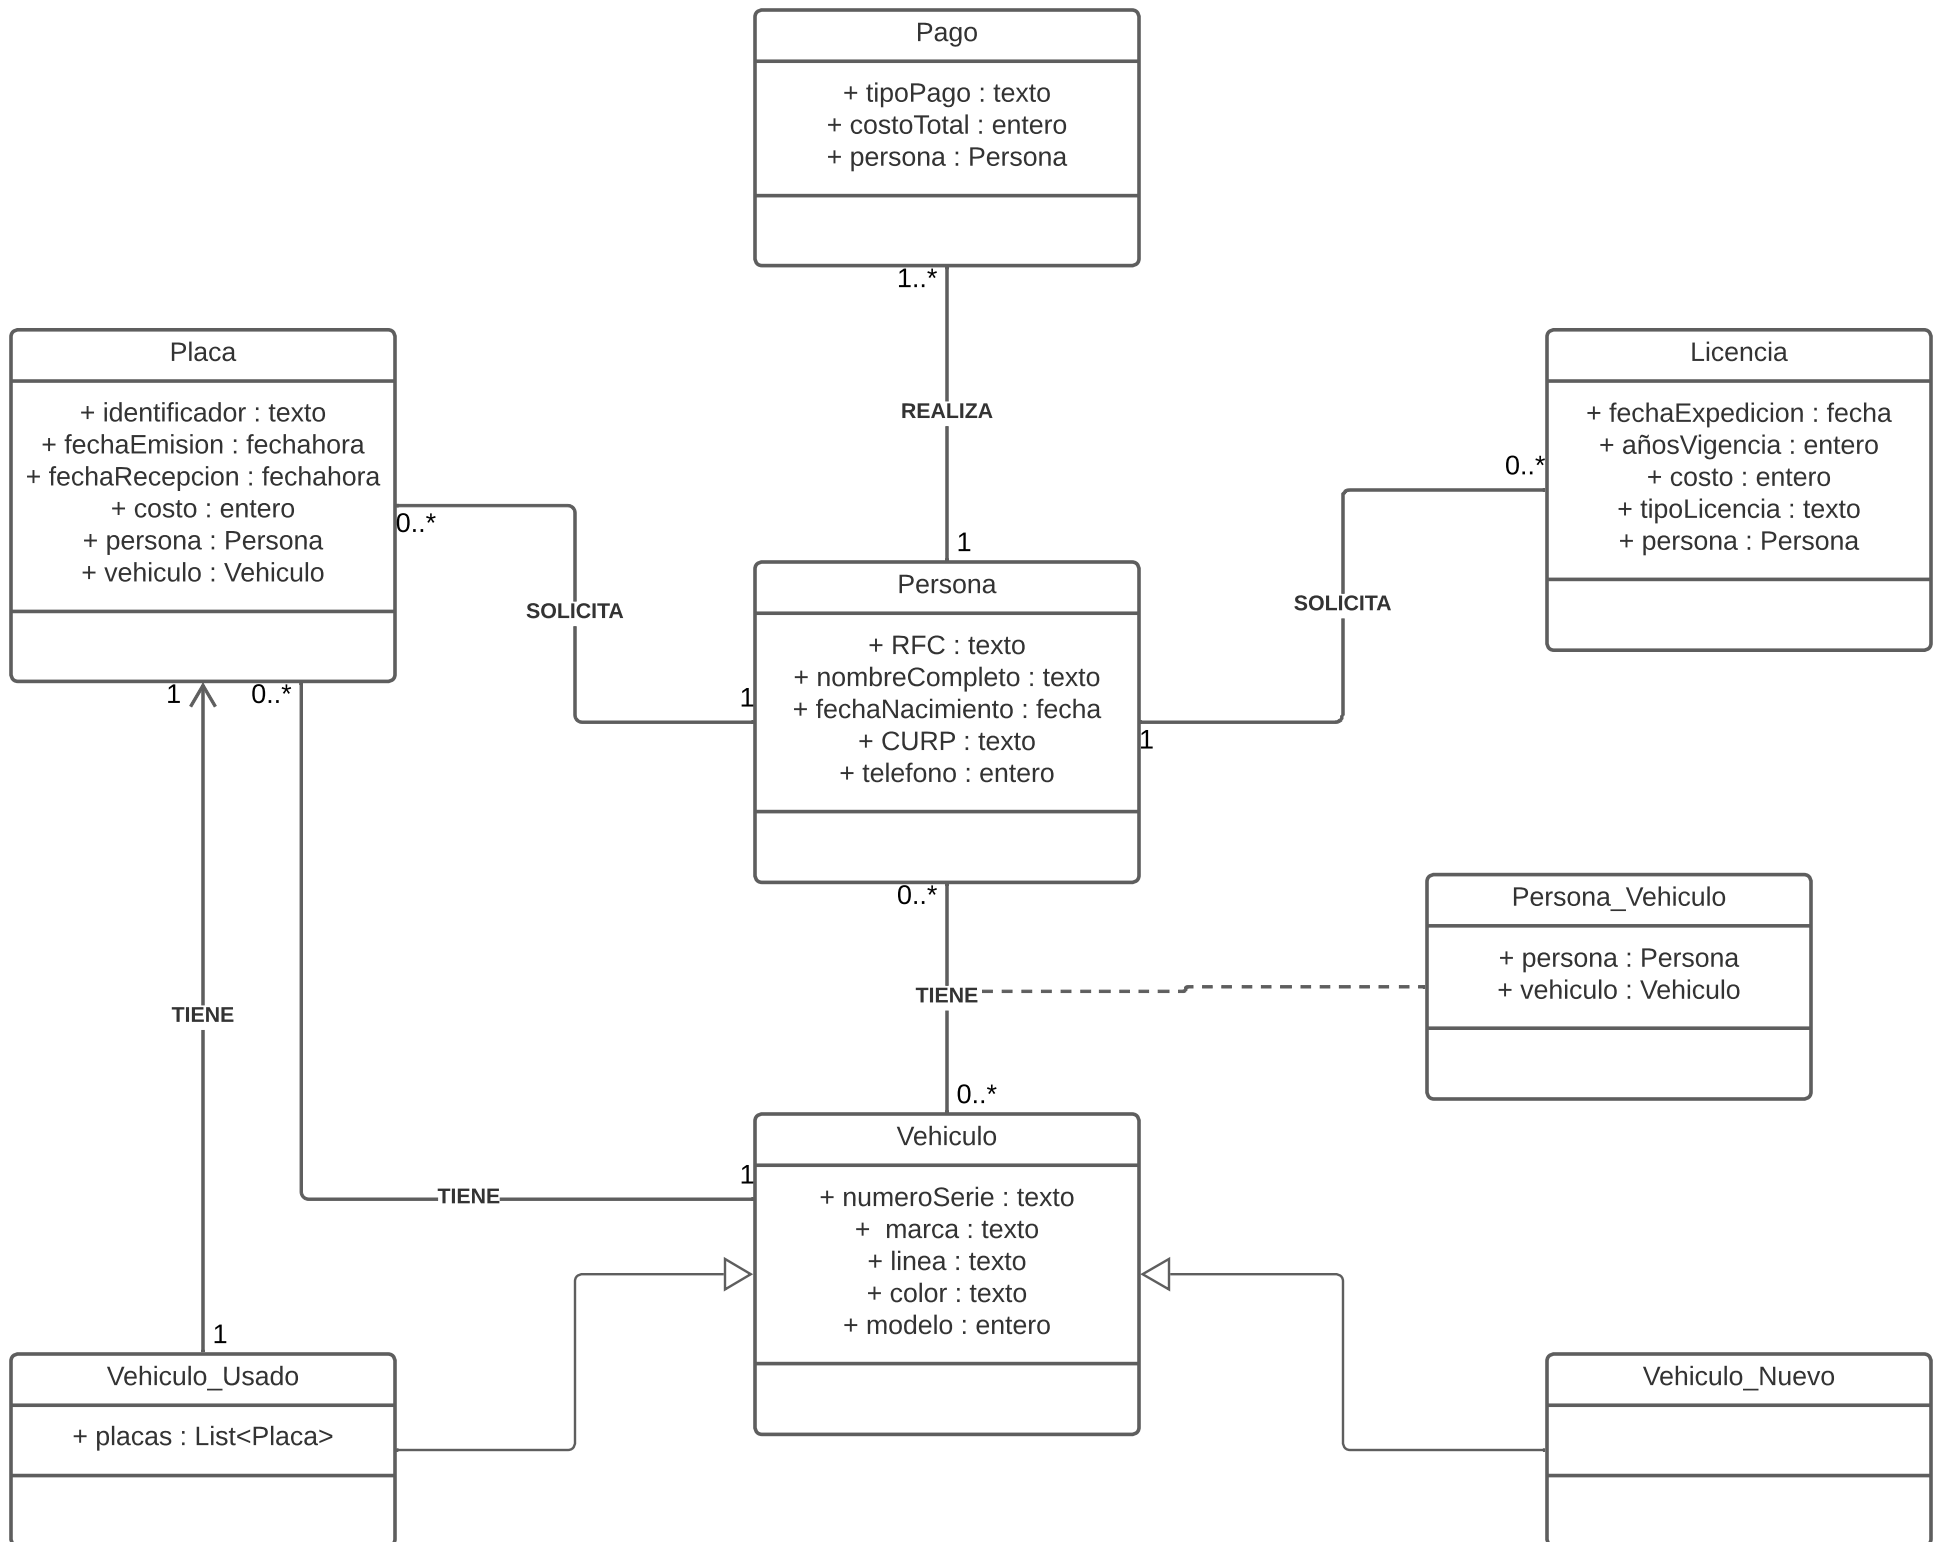 Pago
+ tipoPago : texto
+ costoTotal : entero
+ persona : Persona
1..*
REALIZA
1
Placa
+ identificador : texto
+ fechaEmision : fechahora
+ fechaRecepcion : fechahora
+ costo : entero
+ persona : Persona
+ vehiculo : Vehiculo
0..*
SOLICITA
1
Licencia
+ fechaExpedicion : fecha
+ añosVigencia : entero
+ costo : entero
+ tipoLicencia : texto
+ persona : Persona
0..*
SOLICITA
1
Persona
+ RFC : texto
+ nombreCompleto : texto
+ fechaNacimiento : fecha
+ CURP : texto
+ telefono : entero
1
0..*
0..*
TIENE
0..*
Persona_Vehiculo
+ persona : Persona
+ vehiculo : Vehiculo
TIENE
1
TIENE
1
Vehiculo
+ numeroSerie : texto
+  marca : texto
+ linea : texto
+ color : texto
+ modelo : entero
Vehiculo_Usado
+ placas : List<Placa>
Vehiculo_Nuevo